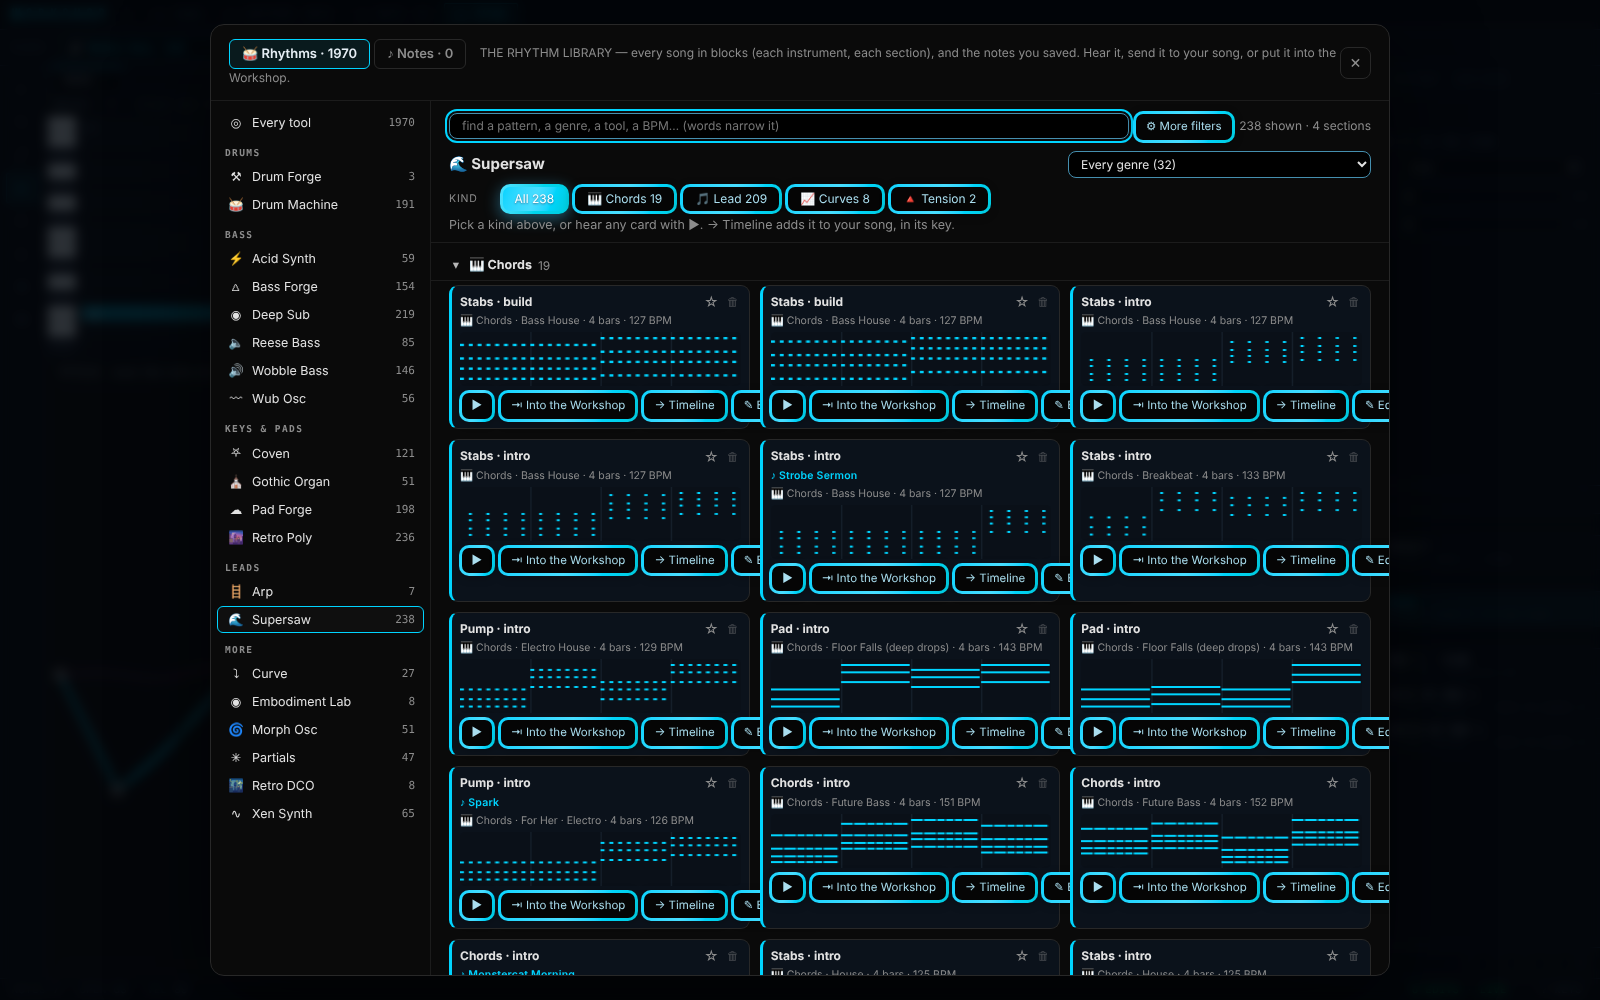 🥁 Rhythms · 1970
♪ Notes · 0
THE RHYTHM LIBRARY — every song in blocks (each instrument, each section), and the notes you saved. Hear it, send it to your song, or put it into the
Workshop.
✕
◎ Every tool 1970
DRUMS
⚒ Drum Forge 3
🥁 Drum Machine 191
BASS
⚡ Acid Synth 59
Bass Forge 154
◉ Deep Sub 219
🔈 Reese Bass 85
🔊 Wobble Bass 146
Wub Osc 56
KEYS & PADS
Coven 121
⛪ Gothic Organ 51
☁ Pad Forge 198
🌆 Retro Poly 236
LEADS
🪜 Arp 7
🌊 Supersaw 238
MORE
Curve 27
◉ Embodiment Lab 8
🌀 Morph Osc 51
✳ Partials 47
🌃 Retro DCO 8
∿ Xen Synth 65
find a pattern, a genre, a tool, a BPM... (words narrow it)
⚙ More filters
238 shown · 4 sections
🌊 Supersaw
Every genre (32)
KIND
All 238
🎹 Chords 19
🎵 Lead 209
📈 Curves 8
🔺 Tension 2
Pick a kind above, or hear any card with ▶. → Timeline adds it to your song, in its key.
▾ 🎹 Chords 19
Stabs · build
🎹 Chords · Bass House · 4 bars · 127 BPM
▶ ⇥ Into the Workshop → Timeline ✎
Stabs · build
🎹 Chords · Bass House · 4 bars · 127 BPM
▶ ⇥ Into the Workshop → Timeline ✎
Stabs · intro
🎹 Chords · Bass House · 4 bars · 127 BPM
▶ ⇥ Into the Workshop → Timeline ✎
Stabs · intro
🎹 Chords · Bass House · 4 bars · 127 BPM
▶ ⇥ Into the Workshop → Timeline ✎
Stabs · intro
♪ Strobe Sermon
🎹 Chords · Bass House · 4 bars · 127 BPM
▶ ⇥ Into the Workshop → Timeline ✎
Stabs · intro
🎹 Chords · Breakbeat · 4 bars · 133 BPM
▶ ⇥ Into the Workshop → Timeline ✎
Pump · intro
🎹 Chords · Electro House · 4 bars · 129 BPM
▶ ⇥ Into the Workshop → Timeline ✎
Pad · intro
🎹 Chords · Floor Falls (deep drops) · 4 bars · 143 BPM
▶ ⇥ Into the Workshop → Timeline ✎
Pad · intro
🎹 Chords · Floor Falls (deep drops) · 4 bars · 143 BPM
▶ ⇥ Into the Workshop → Timeline ✎
Pump · intro
♪ Spark
🎹 Chords · For Her · Electro · 4 bars · 126 BPM
▶ ⇥ Into the Workshop → Timeline ✎
Chords · intro
🎹 Chords · Future Bass · 4 bars · 151 BPM
▶ ⇥ Into the Workshop → Timeline ✎
Chords · intro
🎹 Chords · Future Bass · 4 bars · 152 BPM
▶ ⇥ Into the Workshop → Timeline ✎
Chords · intro
♪ Monstercat Morning
Stabs · intro
🎹 Chords · House · 4 bars · 125 BPM
Stabs · intro
🎹 Chords · House · 4 bars · 125 BPM